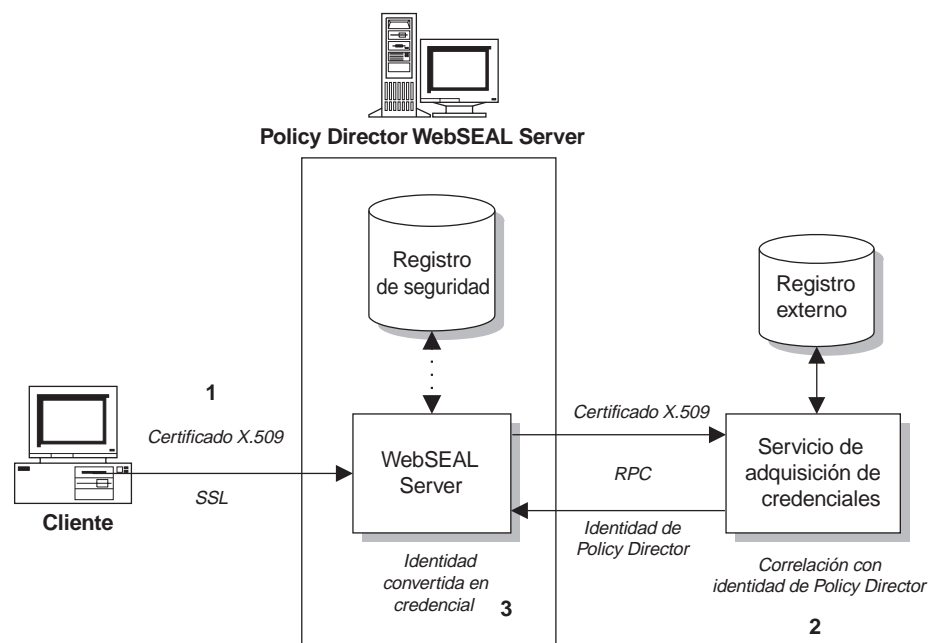 Policy Director WebSEAL Server
Registro
de seguridad
Registro
externo
1
Certificado X.509
SSL
Cliente
WebSEAL
Server
Certificado X.509
RPC
Identidad de
Policy Director
Servicio de
adquisición de
credenciales
Identidad
convertida en
credencial
3
Correlación con
identidad de Policy Director
2